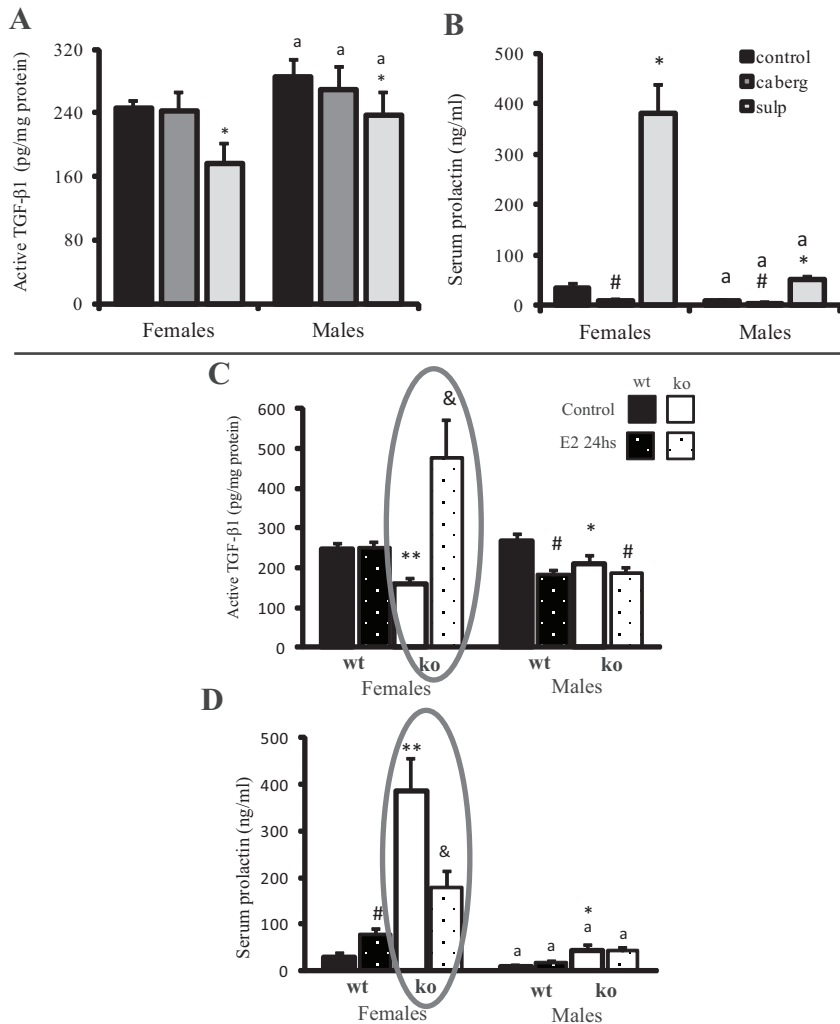 A
Active TGF-β1 (pg/mg protein)
320
240
160
80
0
*
a
a
a
*
Females
Males
B
Serum prolactin (ng/ml)
500
400
300
200
100
0
control
caberg
sulp
#
*
a
a
#
a
*
Females
Males
C
Active TGF-β1 (pg/mg protein)
600
500
400
300
200
100
0
wt ko
Control
E2 24hs
**
&
#
*
#
wt ko wt ko
Females Males
D
Serum prolactin (ng/ml)
500
400
300
200
100
0
#
**
&
a
a
*
a
a
wt ko wt ko
Females Males